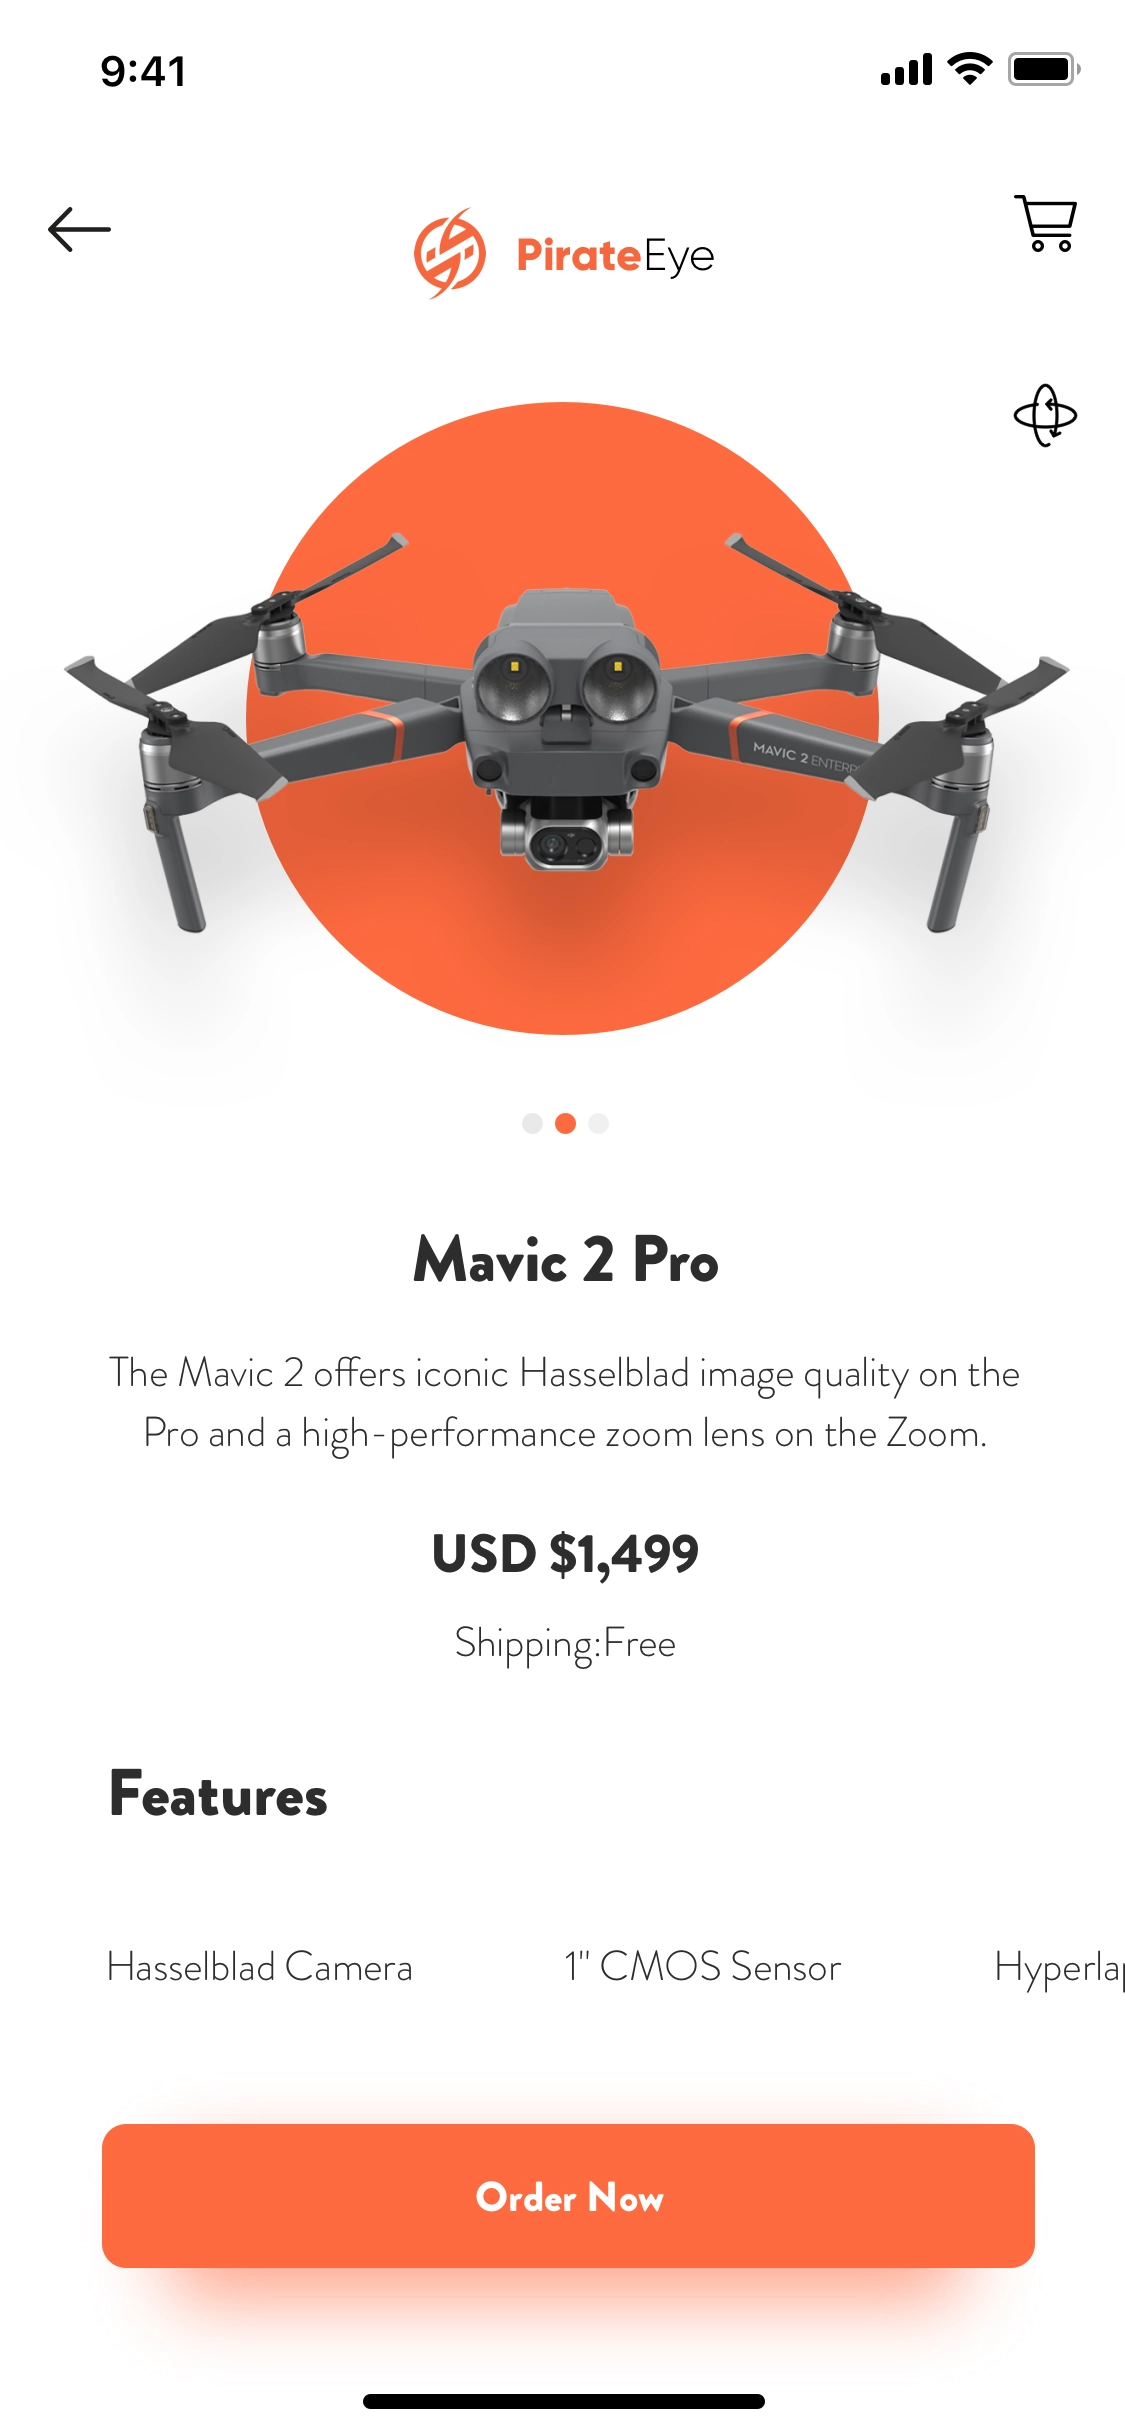 9:41
PirateEye
MAVIC 2
Mavic 2 Pro
The Mavic 2 offers iconic Hasselblad image quality on the
Pro and a high-performance zoom lens on the Zoom.
USD $1,499
Shipping:Free
Features
Hasselblad Camera
1" CMOS Sensor
Order Now